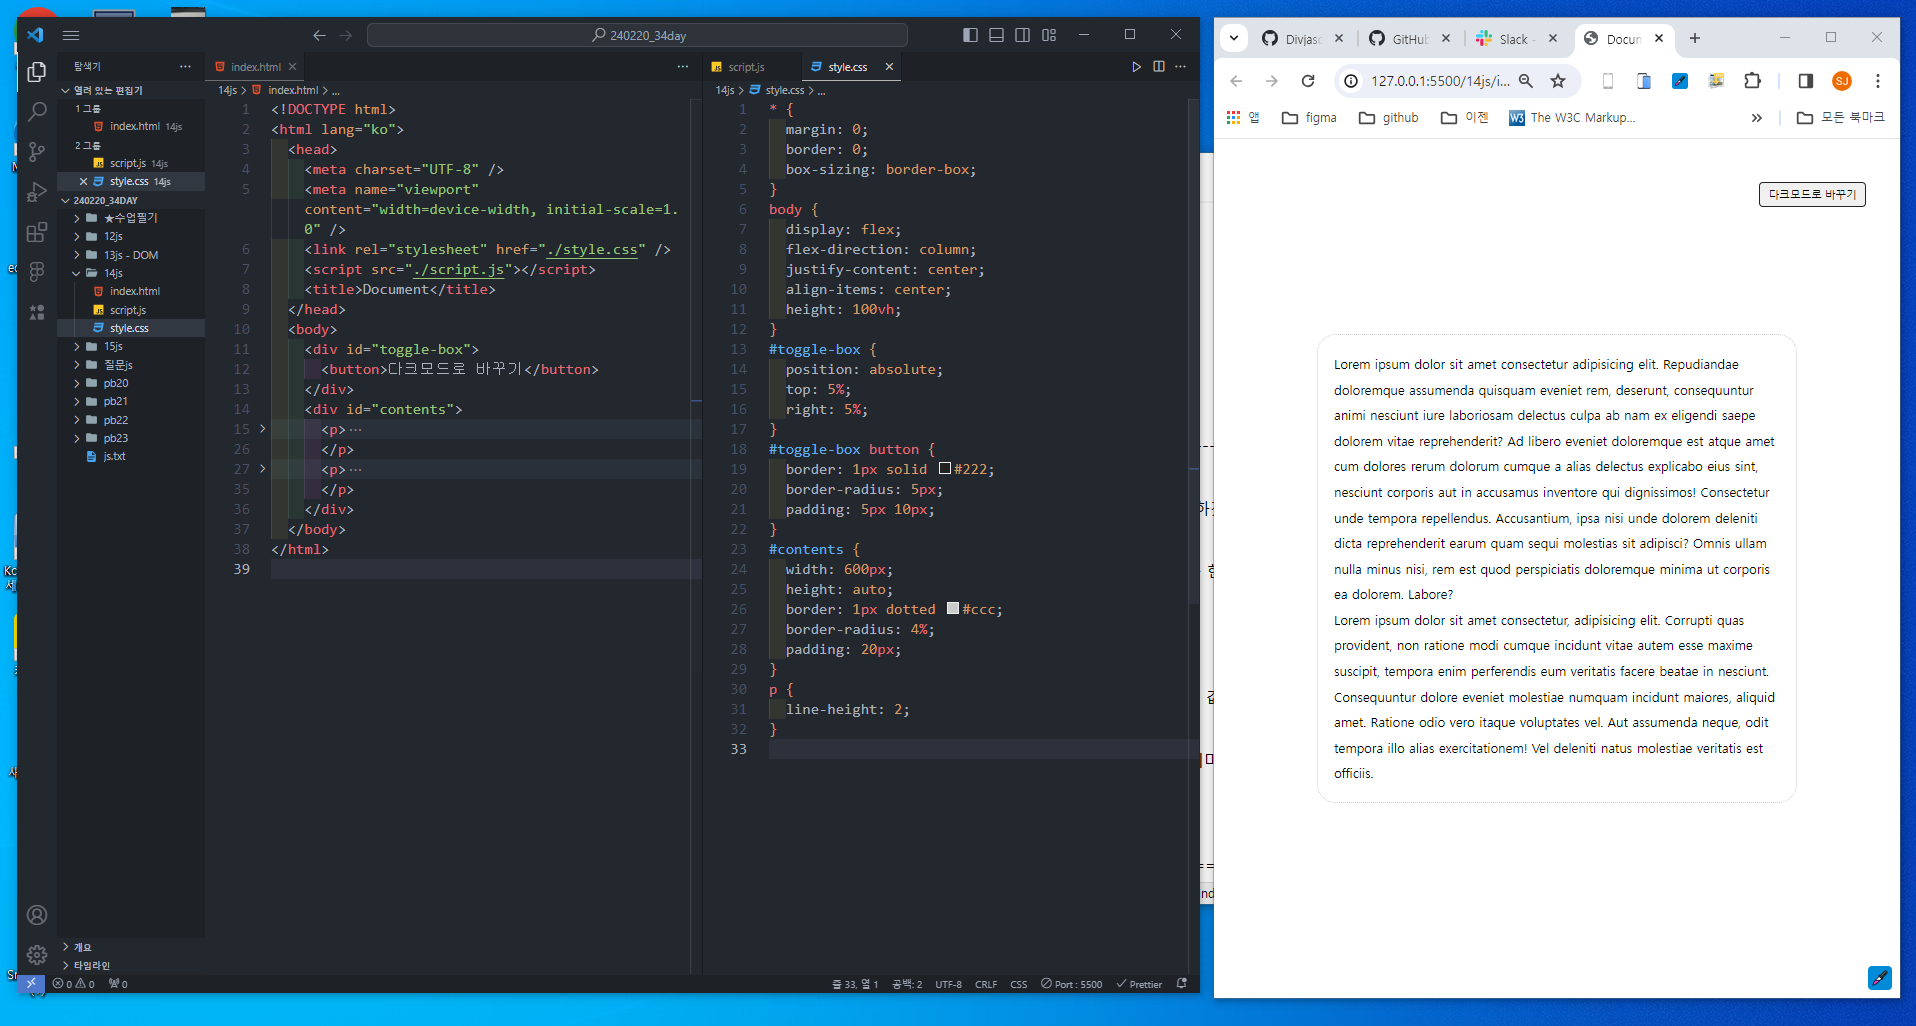 240220_34day
탐색기
열려 있는 편집기
1 그룹
index.html 14js
2 그룹
script.js 14js
style.css 14js
240220_34DAY
★수업필기
12js
13js - DOM
14js
index.html
script.js
style.css
15js
질문js
pb20
pb21
pb22
pb23
js.txt
개요
타임라인
index.html
14js > index.html > ...
1 <!DOCTYPE html>
2 <html lang="ko">
3 <head>
4 <meta charset="UTF-8" />
5 <meta name="viewport"
content="width=device-width, initial-scale=1.
0" />
6 <link rel="stylesheet" href="./style.css" />
7 <script src="./script.js"></script>
8 <title>Document</title>
9 </head>
10 <body>
11 <div id="toggle-box">
12 <button>다크모드로 바꾸기</button>
13 </div>
14 <div id="contents">
15 <p>···
26 </p>
27 <p>···
35 </p>
36 </div>
37 </body>
38 </html>
39
script.js
style.css
14js > style.css > ...
1 * {
2 margin: 0;
3 border: 0;
4 box-sizing: border-box;
5 }
6 body {
7 display: flex;
8 flex-direction: column;
9 justify-content: center;
10 align-items: center;
11 height: 100vh;
12 }
13 #toggle-box {
14 position: absolute;
15 top: 5%;
16 right: 5%;
17 }
18 #toggle-box button {
19 border: 1px solid #222;
20 border-radius: 5px;
21 padding: 5px 10px;
22 }
23 #contents {
24 width: 600px;
25 height: auto;
26 border: 1px dotted #ccc;
27 border-radius: 4%;
28 padding: 20px;
29 }
30 p {
31 line-height: 2;
32 }
33
0 0 0
줄 33, 열 1 공백: 2 UTF-8 CRLF CSS Port : 5500 Prettier
Divjasc GitHub Slack - Docum
127.0.0.1:5500/14js/i... SJ
앱 figma github 이젠 W3 The W3C Markup... » 모든 북마크
다크모드로 바꾸기
Lorem ipsum dolor sit amet consectetur adipisicing elit. Repudiandae
doloremque assumenda quisquam eveniet rem, deserunt, consequuntur
animi nesciunt iure laboriosam delectus culpa ab nam ex eligendi saepe
dolorem vitae reprehenderit? Ad libero eveniet doloremque est atque amet
cum dolores rerum dolorum cumque a alias delectus explicabo eius sint,
nesciunt corporis aut in accusamus inventore qui dignissimos! Consectetur
unde tempora repellendus. Accusantium, ipsa nisi unde dolorem deleniti
dicta reprehenderit earum quam sequi molestias sit adipisci? Omnis ullam
nulla minus nisi, rem est quod perspiciatis doloremque minima ut corporis
ea dolorem. Labore?
Lorem ipsum dolor sit amet consectetur, adipisicing elit. Corrupti quas
provident, non ratione modi cumque incidunt vitae autem esse maxime
suscipit, tempora enim perferendis eum veritatis facere beatae in nesciunt.
Consequuntur dolore eveniet molestiae numquam incidunt maiores, aliquid
amet. Ratione odio vero itaque voluptates vel. Aut assumenda neque, odit
tempora illo alias exercitationem! Vel deleniti natus molestiae veritatis est
officiis.